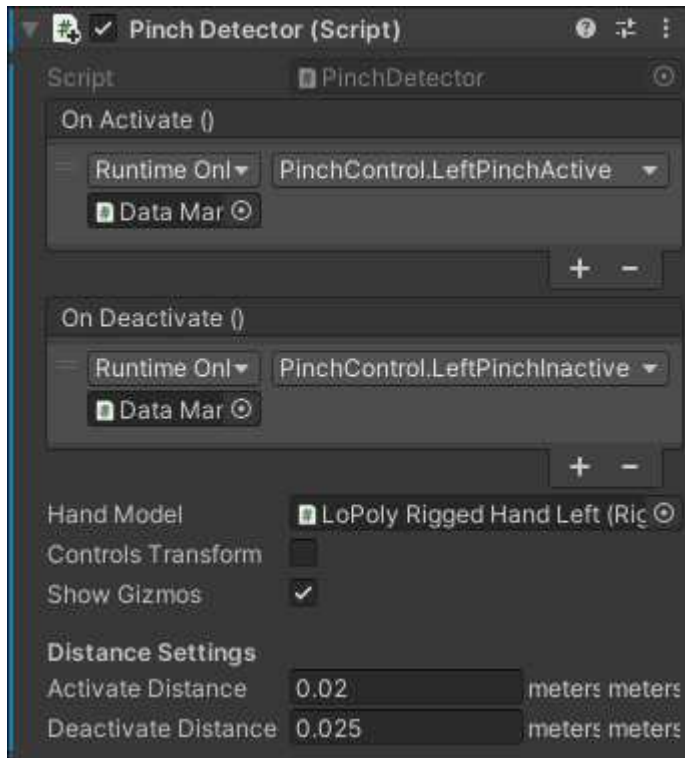 Pinch Detector (Script)
Script PinchDetector
On Activate ()
Runtime Onl PinchControl.LeftPinchActive
Data Mar
+ −
On Deactivate ()
Runtime Onl PinchControl.LeftPinchInactive
Data Mar
+ −
Hand Model LoPoly Rigged Hand Left (Rig
Controls Transform
Show Gizmos
Distance Settings
Activate Distance 0.02 meters meters
Deactivate Distance 0.025 meters meters